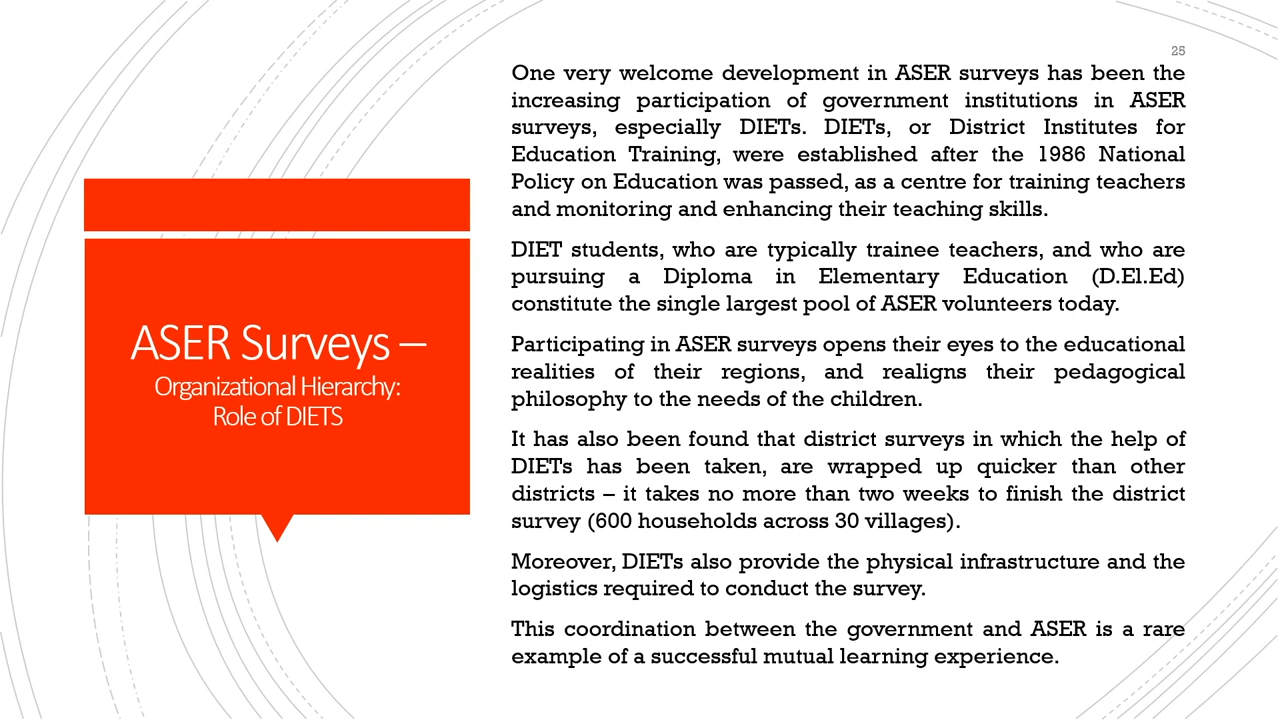 25
ASER Surveys –
Organizational Hierarchy:
Role of DIETS
One very welcome development in ASER surveys has been the
increasing participation of government institutions in ASER
surveys, especially DIETs. DIETs, or District Institutes for
Education Training, were established after the 1986 National
Policy on Education was passed, as a centre for training teachers
and monitoring and enhancing their teaching skills.
DIET students, who are typically trainee teachers, and who are
pursuing a Diploma in Elementary Education (D.El.Ed)
constitute the single largest pool of ASER volunteers today.
Participating in ASER surveys opens their eyes to the educational
realities of their regions, and realigns their pedagogical
philosophy to the needs of the children.
It has also been found that district surveys in which the help of
DIETs has been taken, are wrapped up quicker than other
districts – it takes no more than two weeks to finish the district
survey (600 households across 30 villages).
Moreover, DIETs also provide the physical infrastructure and the
logistics required to conduct the survey.
This coordination between the government and ASER is a rare
example of a successful mutual learning experience.